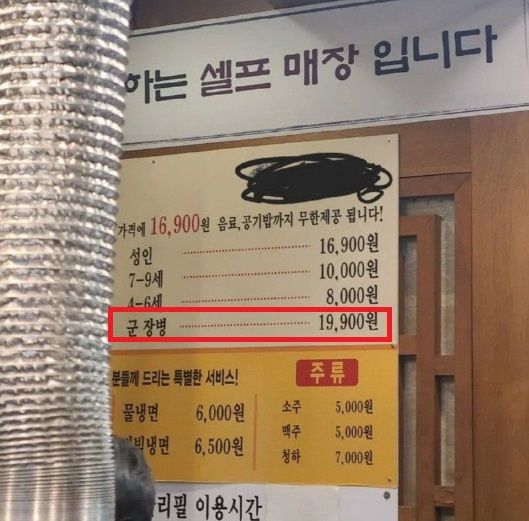 하는 셀프 매장 입니다
가격에 16,900원 음료,공기밥까지 무한제공 됩니다!
성인 16,900원
7-9세 10,000원
4-6세 8,000원
군 장병 19,900원
분들께 드리는 특별한 서비스!
물냉면 6,000원
빔냉면 6,500원
주류
소주 5,000원
맥주 5,000원
청하 7,000원
리필 이용시간